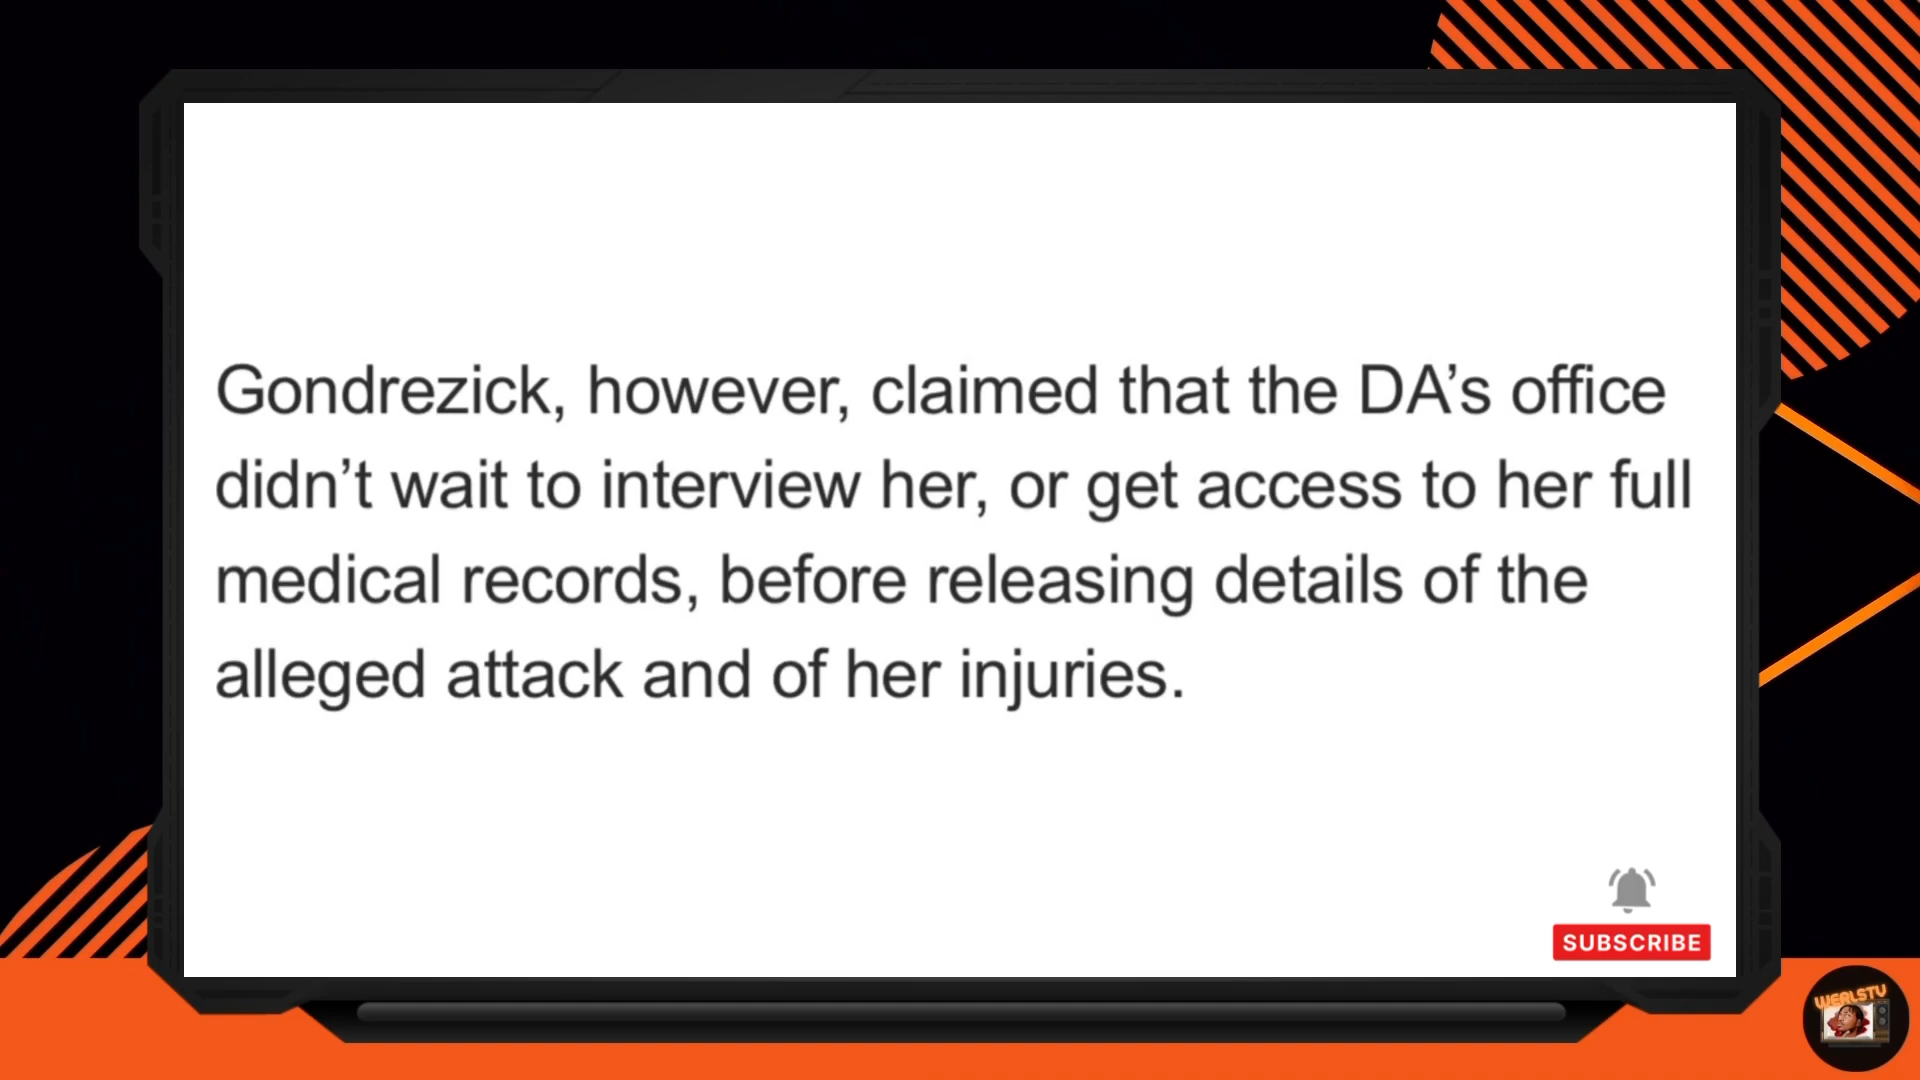 Gondrezick, however, claimed that the DA’s office
didn’t wait to interview her, or get access to her full
medical records, before releasing details of the
alleged attack and of her injuries.
SUBSCRIBE
WERLSTV